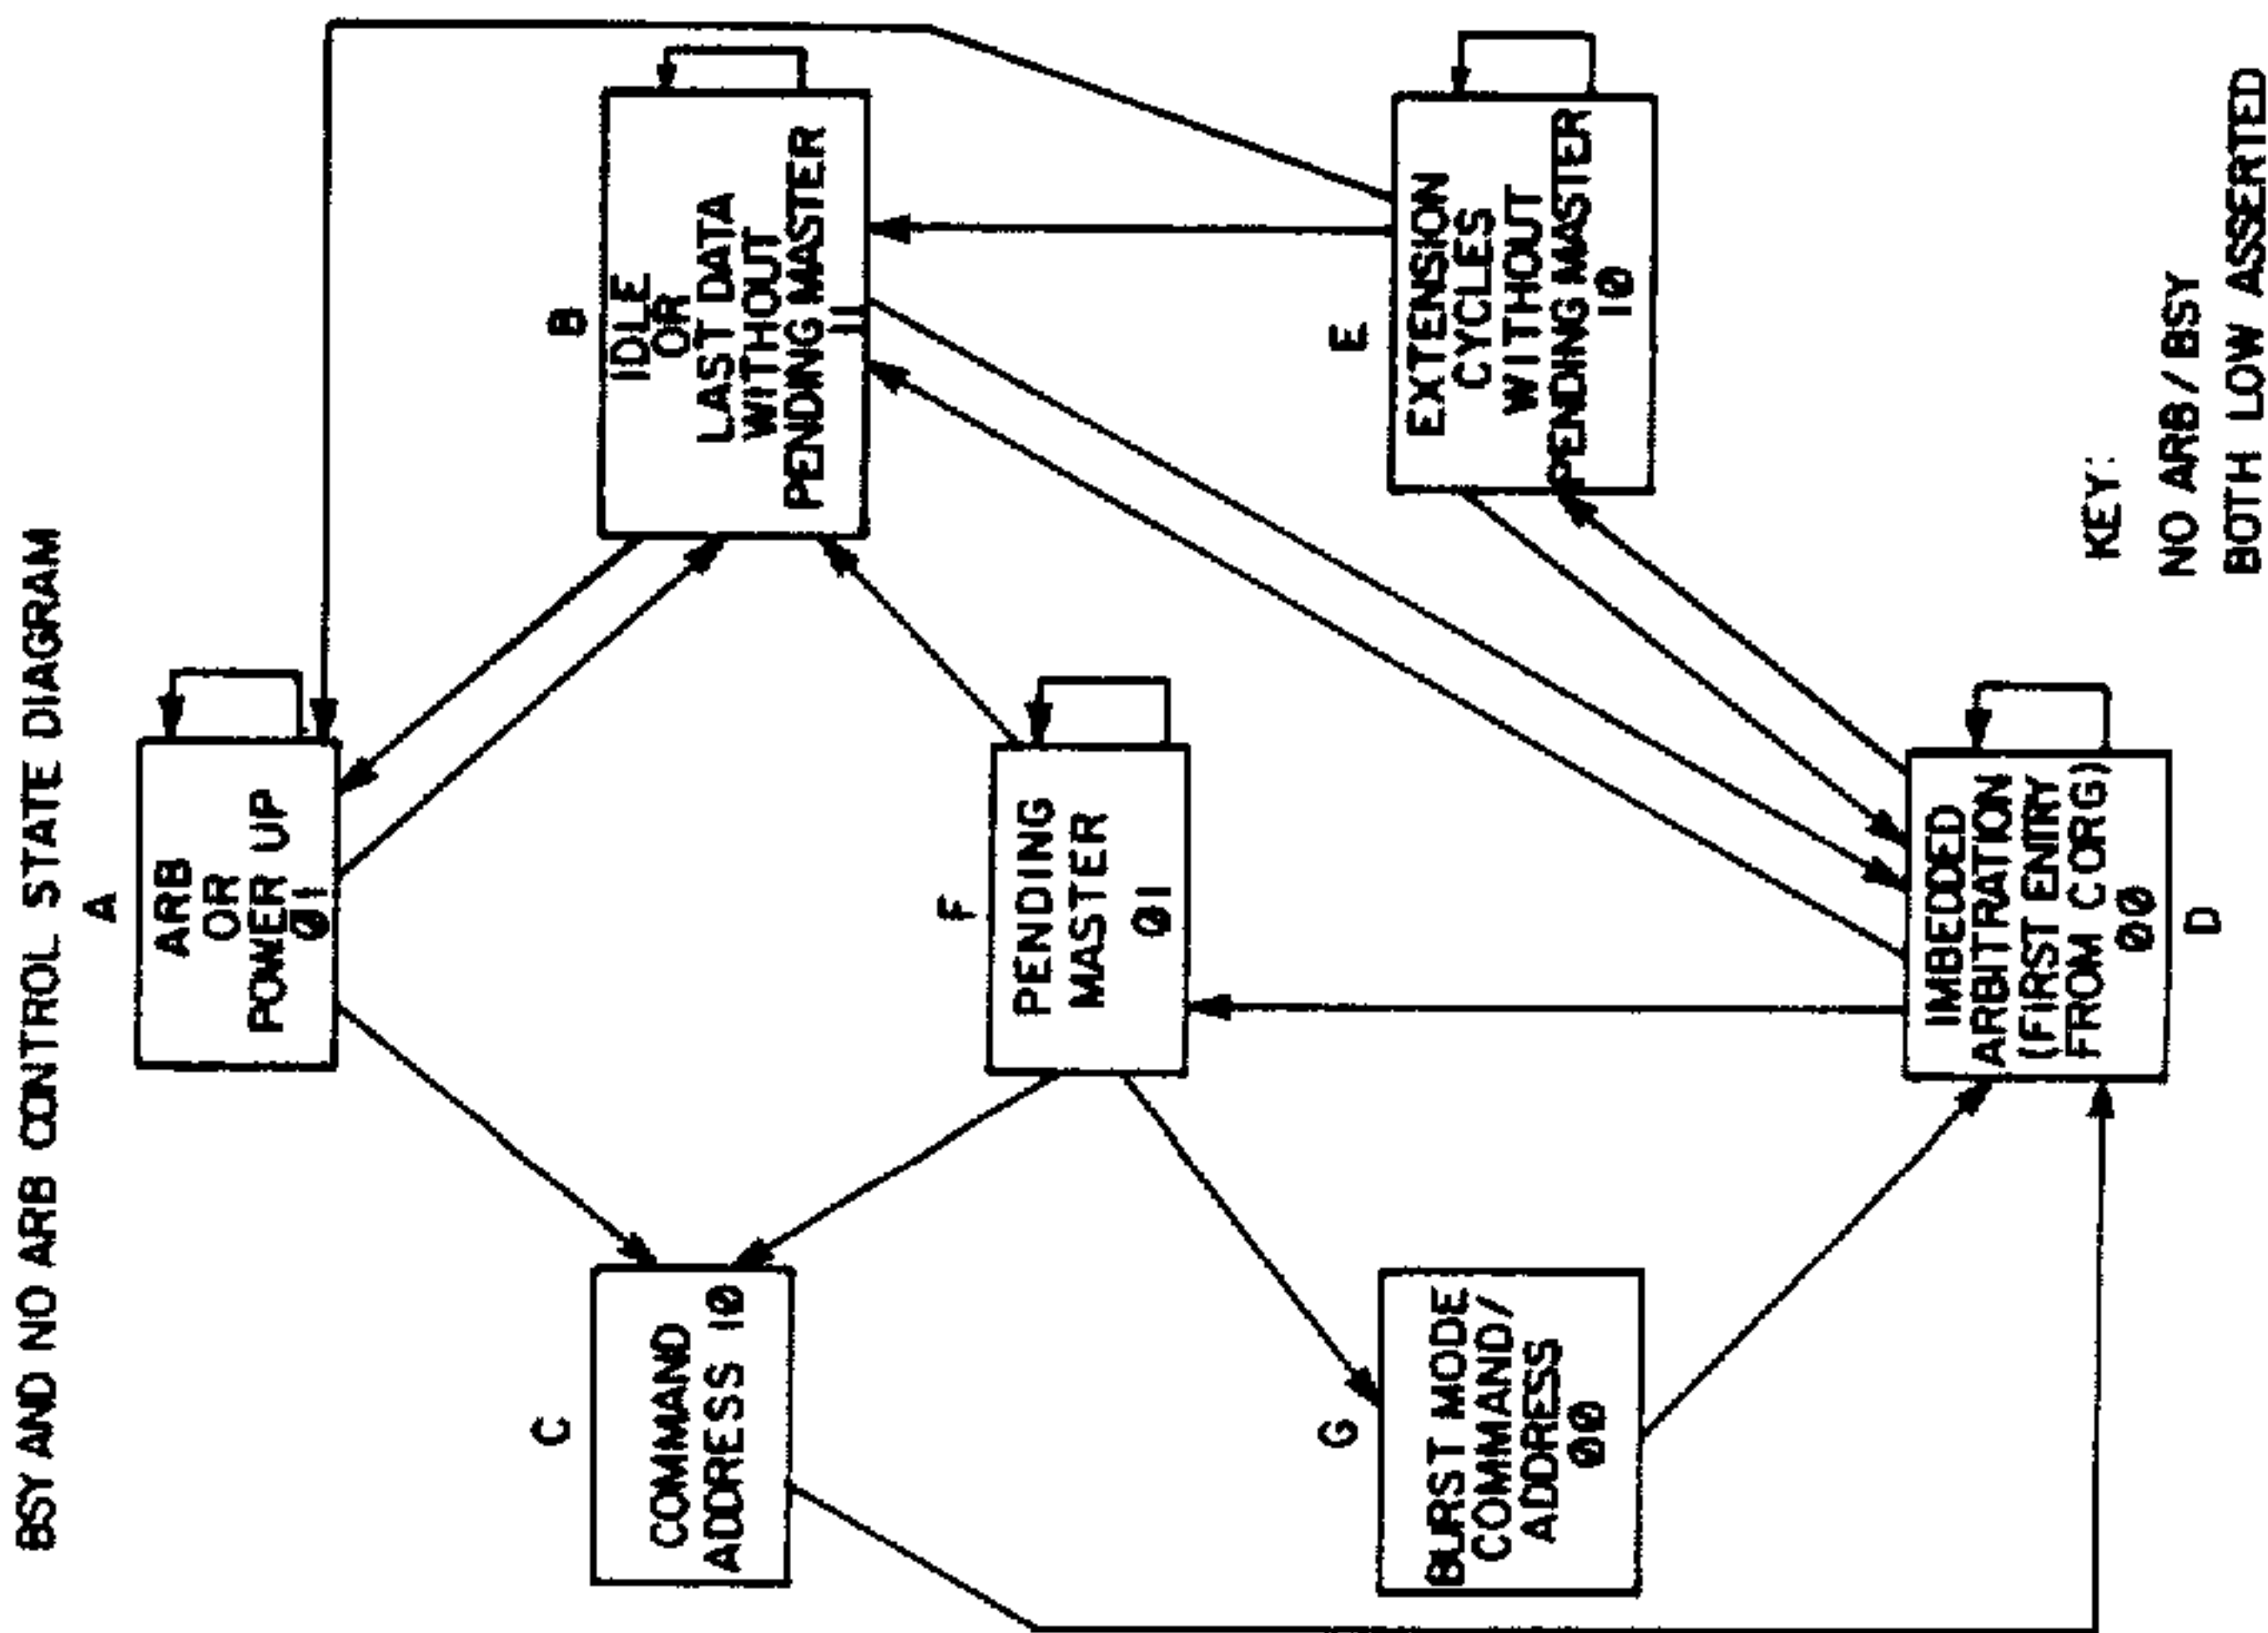 BSY AND NO ARB CONTROL STATE DIAGRAM
A
ARB
OR
POWER UP
01
C
COMMAND
ADDRESS 10
B
IDLE
OR
LAST DATA
WITHOUT
PENDING MASTER
11
F
PENDING
MASTER
01
G
BURST MODE
COMMAND/
ADDRESS
00
E
EXTENSION
CYCLES
WITHOUT
PENDING MASTER
10
IMBEDDED
ARBITRATION
(FIRST ENTRY
FROM CORG)
00
D
KEY:
NO ARB/BSY
BOTH LOW ASSERTED